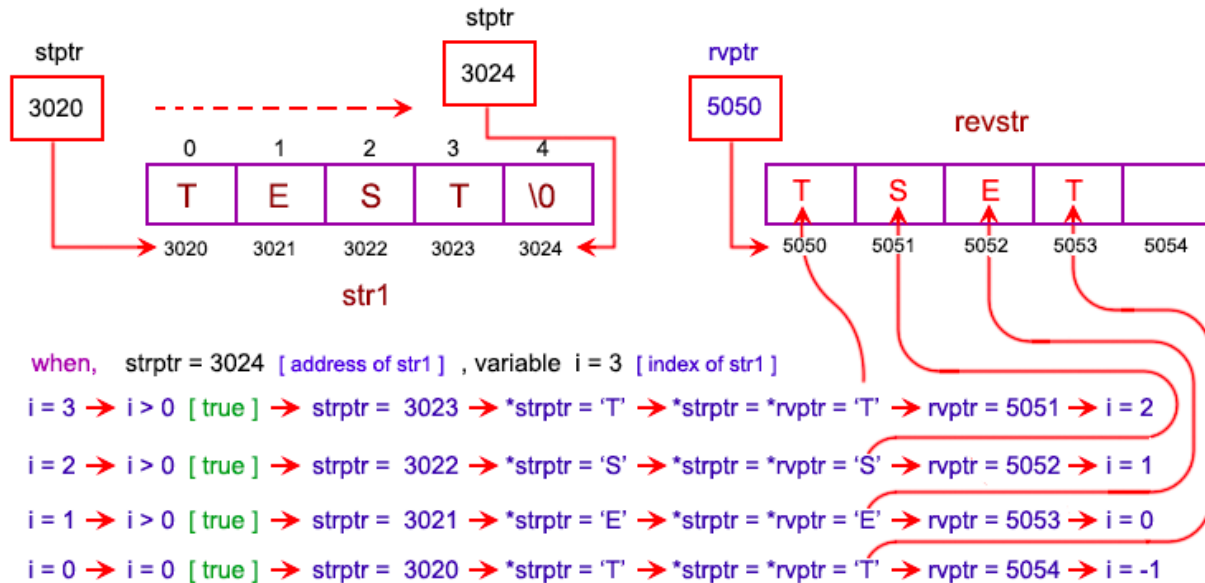 stptr
stptr
rvptr
3020
3024
5050
revstr
0 1 2 3 4
T E S T \0
T S E T
3020 3021 3022 3023 3024
5050 5051 5052 5053 5054
str1
when, strptr = 3024 [ address of str1 ] , variable i = 3 [ index of str1 ]
i = 3 → i > 0 [ true ] → strptr = 3023 → *strptr = ‘T’ → *strptr = *rvptr = ‘T’ → rvptr = 5051 → i = 2
i = 2 → i > 0 [ true ] → strptr = 3022 → *strptr = ‘S’ → *strptr = *rvptr = ‘S’ → rvptr = 5052 → i = 1
i = 1 → i > 0 [ true ] → strptr = 3021 → *strptr = ‘E’ → *strptr = *rvptr = ‘E’ → rvptr = 5053 → i = 0
i = 0 → i = 0 [ true ] → strptr = 3020 → *strptr = ‘T’ → *strptr = *rvptr = ‘T’ → rvptr = 5054 → i = -1